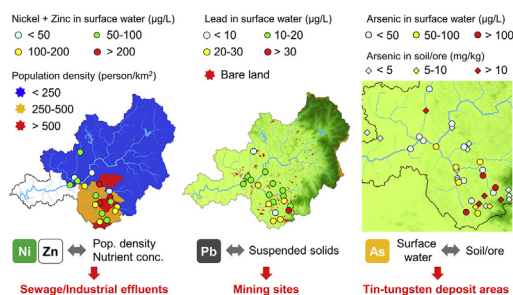 Nickel + Zinc in surface water (µg/L)
< 50
50-100
100-200
> 200
Population density (person/km²)
< 250
250-500
> 500
Ni
Zn
Pop. density
Nutrient conc.
Sewage/Industrial effluents
Lead in surface water (µg/L)
< 10
10-20
20-30
> 30
Bare land
Pb
Suspended solids
Mining sites
Arsenic in surface water (µg/L)
< 50
50-100
> 100
Arsenic in soil/ore (mg/kg)
< 5
5-10
> 10
As
Surface
water
Soil/ore
Tin-tungsten deposit areas